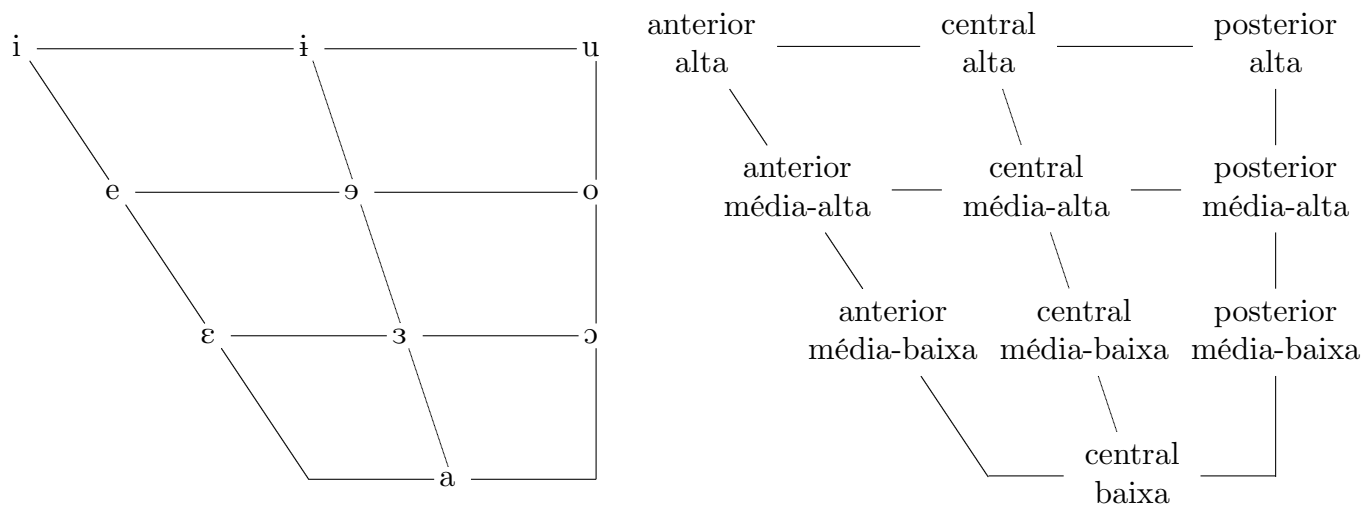 i ɨ u
e ɘ o
ɛ ɜ ɔ
a
anterior
alta
central
alta
posterior
alta
anterior
média-alta
central
média-alta
posterior
média-alta
anterior
média-baixa
central
média-baixa
posterior
média-baixa
central
baixa